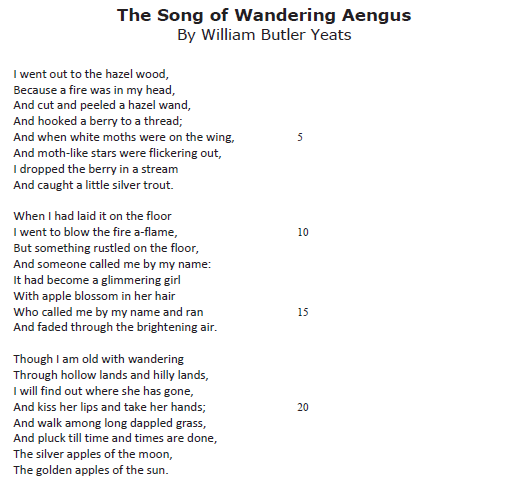 The Song of Wandering Aengus
By William Butler Yeats
I went out to the hazel wood,
Because a fire was in my head,
And cut and peeled a hazel wand,
And hooked a berry to a thread;
And when white moths were on the wing, 5
And moth-like stars were flickering out,
I dropped the berry in a stream
And caught a little silver trout.
When I had laid it on the floor
I went to blow the fire a-flame, 10
But something rustled on the floor,
And someone called me by my name:
It had become a glimmering girl
With apple blossom in her hair
Who called me by my name and ran 15
And faded through the brightening air.
Though I am old with wandering
Through hollow lands and hilly lands,
I will find out where she has gone,
And kiss her lips and take her hands; 20
And walk among long dappled grass,
And pluck till time and times are done,
The silver apples of the moon,
The golden apples of the sun.